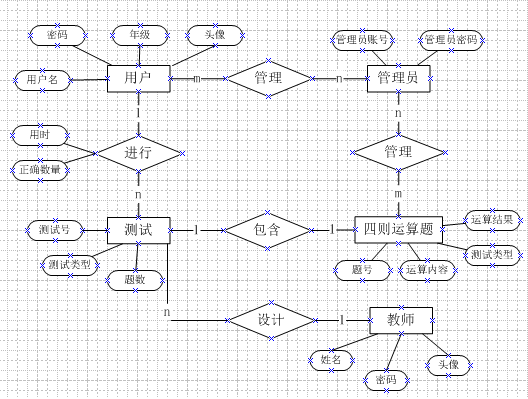 密码
年级
头像
管理员账号
管理员密码
用户名
用户
m
管理
n
管理员
1
n
用时
进行
管理
正确数量
n
m
测试号
测试
1
包含
1
四则运算题
运算结果
测试类型
题数
题号
运算内容
测试类型
n
设计
1
教师
姓名
密码
头像